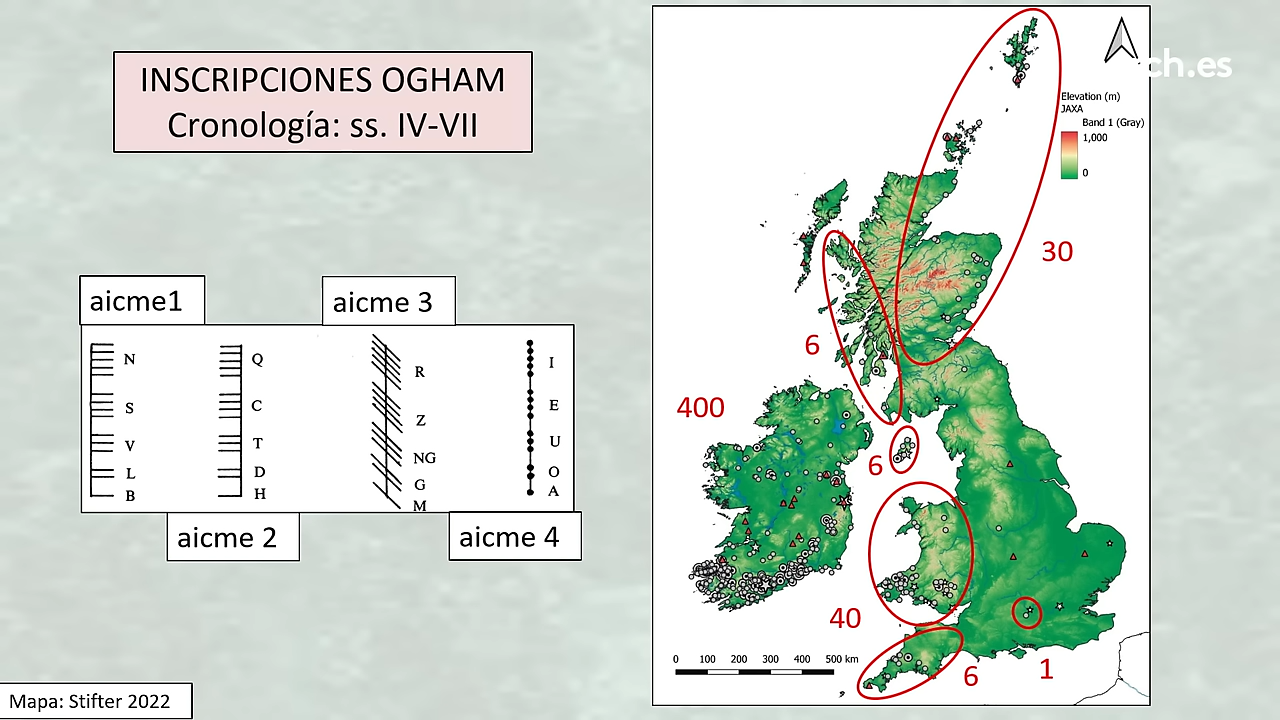 INSCRIPCIONES OGHAM
Cronología: ss. IV-VII
aicme1
aicme 3
N
S
V
L
B
Q
C
T
D
H
R
Z
NG
G
M
I
E
U
O
A
aicme 2
aicme 4
Mapa: Stifter 2022
ch.es
Elevation (m)
JAXA
Band 1 (Gray)
1,000
0
30
6
400
6
40
6
1
0 100 200 300 400 500 km